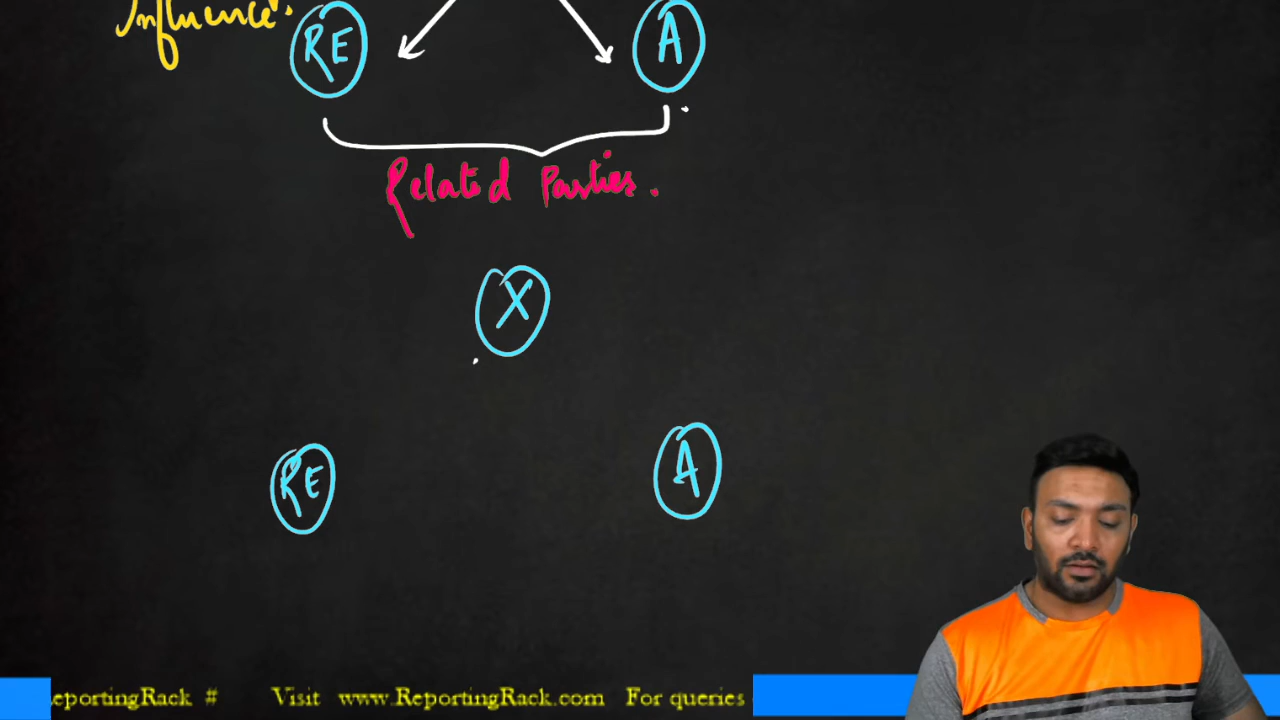 Influence.
RE
A
Related Parties.
X
RE
A
eportingRack # Visit www.ReportingRack.com For queries